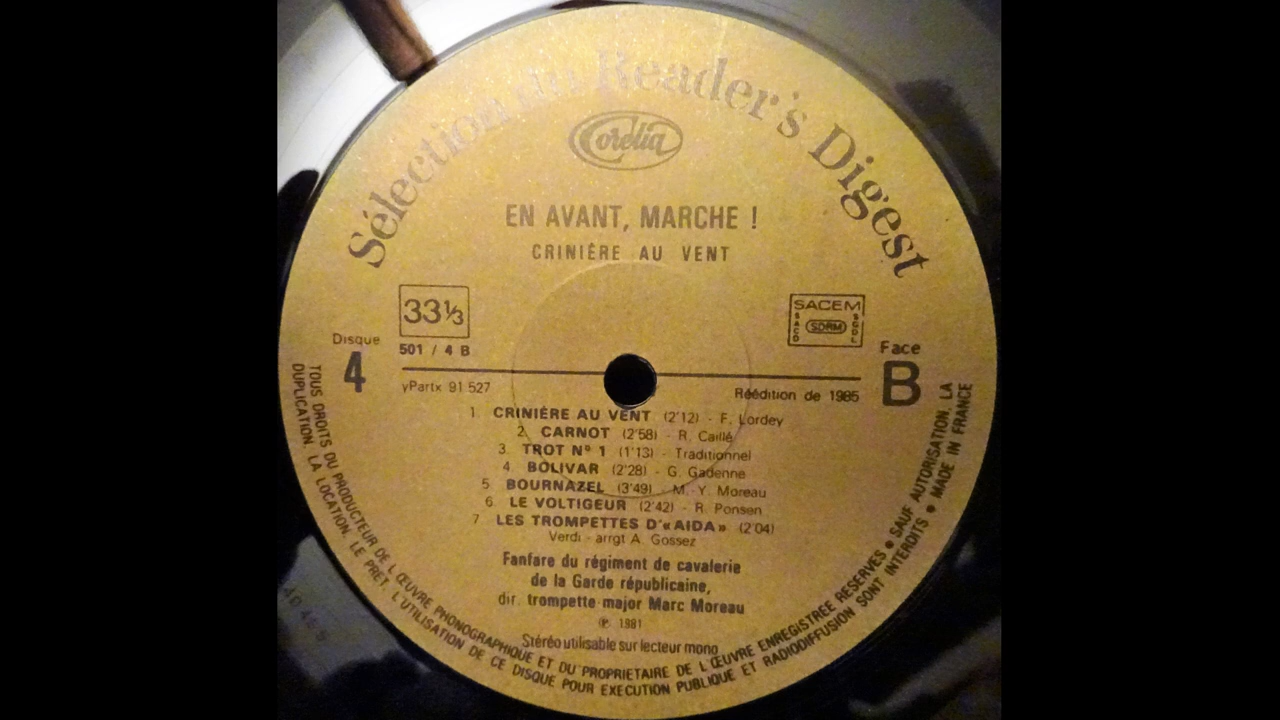 Sélection du Reader's Digest
Corélia
EN AVANT, MARCHE !
CRINIÈRE AU VENT
33 1/3
SACEM
SACD SDRM SGDL
Disque
4
501 / 4 B
Face
B
yPartx 91 527
Réédition de 1985
1. CRINIÈRE AU VENT (2'12) - F. Lordey
2. CARNOT (2'58) - R. Caillé
3. TROT Nº 1 (1'13) - Traditionnel
4. BOLIVAR (2'28) - G. Gadenne
5. BOURNAZEL (3'49) - M.-Y. Moreau
6. LE VOLTIGEUR (2'42) - R. Ponsen
7 LES TROMPETTES D'«AIDA» (2'04)
Verdi - arrgt A. Gossez
Fanfare du régiment de cavalerie
de la Garde républicaine,
dir. trompette-major Marc Moreau
℗ 1981
Stéréo utilisable sur lecteur mono
TOUS DROITS DU PRODUCTEUR DE L'ŒUVRE PHONOGRAPHIQUE ET DU PROPRIETAIRE DE L'ŒUVRE ENREGISTREE RESERVES • SAUF AUTORISATION, LA
DUPLICATION, LA LOCATION, LE PRET, L'UTILISATION DE CE DISQUE POUR EXECUTION PUBLIQUE ET RADIODIFFUSION SONT INTERDITS • MADE IN FRANCE